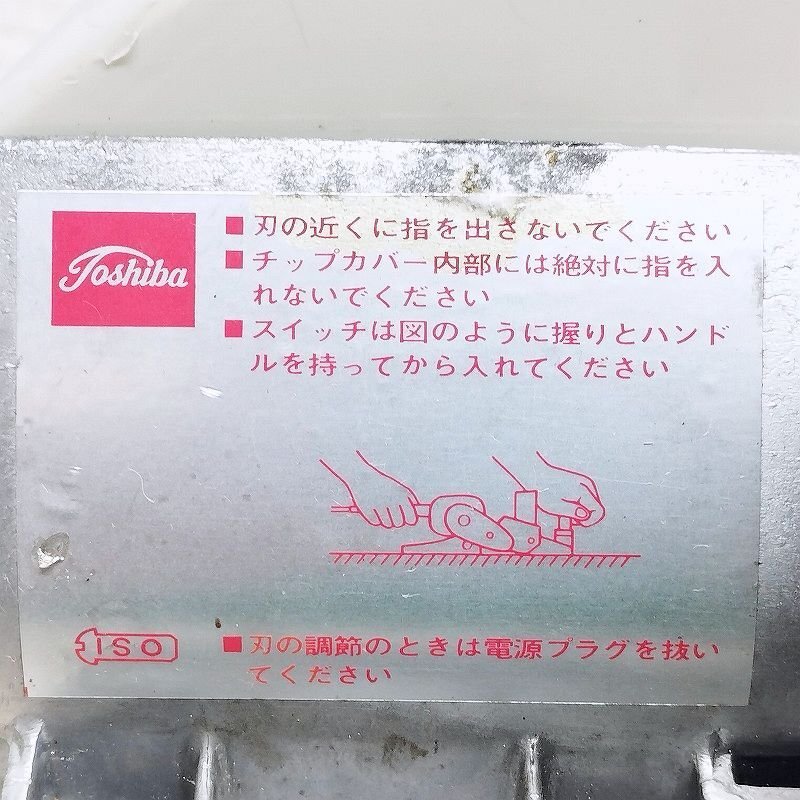 Toshiba
■刃の近くに指を出さないでください
■チップカバー内部には絶対に指を入
れないでください
■スイッチは図のように握りとハンド
ルを持ってから入れてください
ISO
■刃の調節のときは電源プラグを抜い
てください